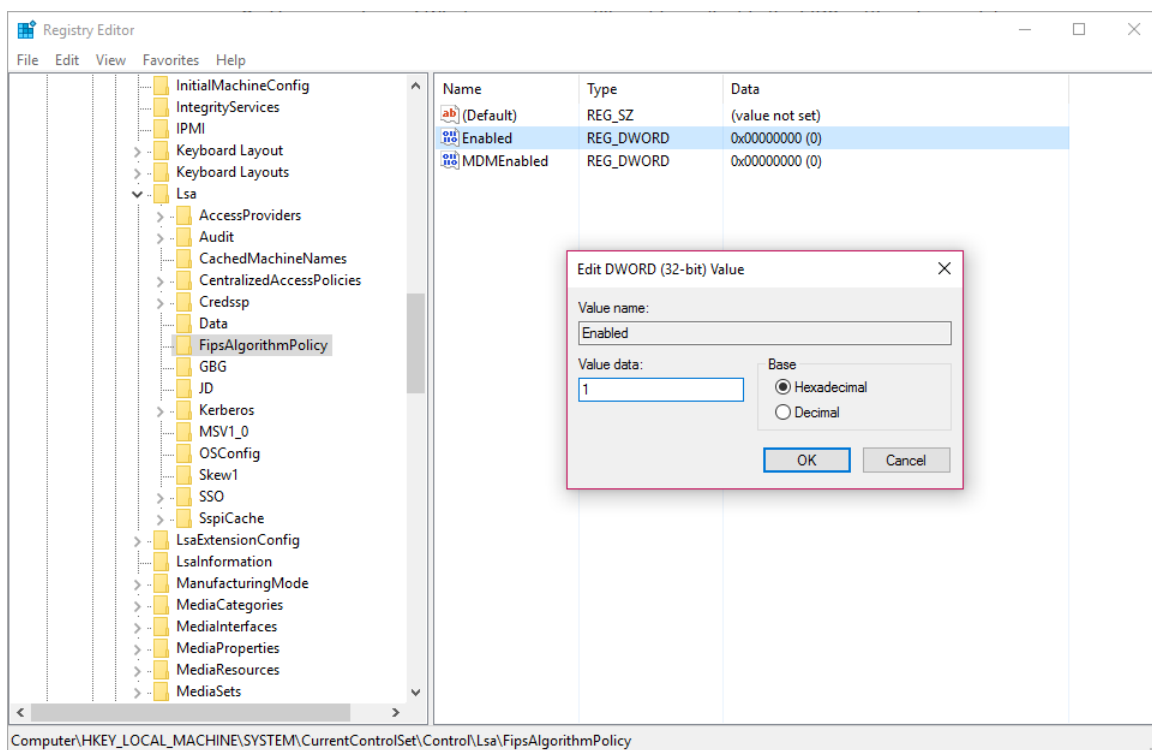 Registry Editor
File Edit View Favorites Help
InitialMachineConfig
IntegrityServices
IPMI
Keyboard Layout
Keyboard Layouts
Lsa
AccessProviders
Audit
CachedMachineNames
CentralizedAccessPolicies
Credssp
Data
FipsAlgorithmPolicy
GBG
JD
Kerberos
MSV1_0
OSConfig
Skew1
SSO
SspiCache
LsaExtensionConfig
LsaInformation
ManufacturingMode
MediaCategories
MediaInterfaces
MediaProperties
MediaResources
MediaSets
Name Type Data
(Default) REG_SZ (value not set)
Enabled REG_DWORD 0x00000000 (0)
MDMEnabled REG_DWORD 0x00000000 (0)
Edit DWORD (32-bit) Value
Value name:
Enabled
Value data:
1
Base
Hexadecimal
Decimal
OK Cancel
Computer\HKEY_LOCAL_MACHINE\SYSTEM\CurrentControlSet\Control\Lsa\FipsAlgorithmPolicy